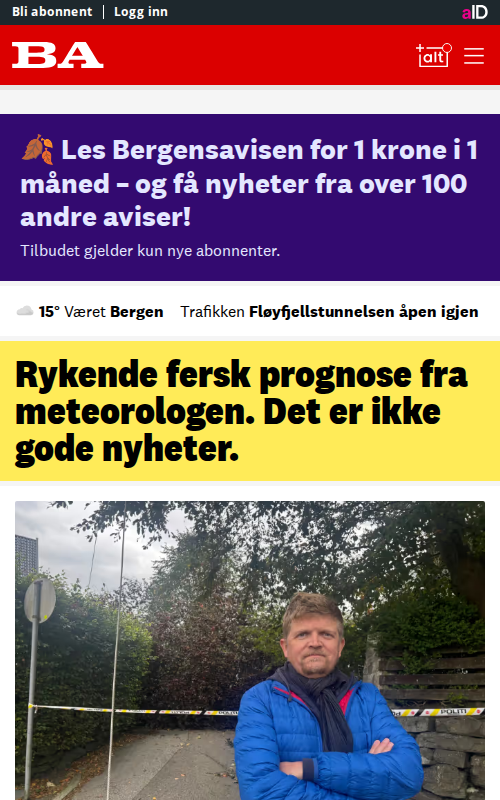 Bli abonnent Logg inn aID
BA +alt
Les Bergensavisen for 1 krone i 1
måned – og få nyheter fra over 100
andre aviser!
Tilbudet gjelder kun nye abonnenter.
15° Været Bergen Trafikken Fløyfjellstunnelsen åpen igjen
Rykende fersk prognose fra
meteorologen. Det er ikke
gode nyheter.
POLITI